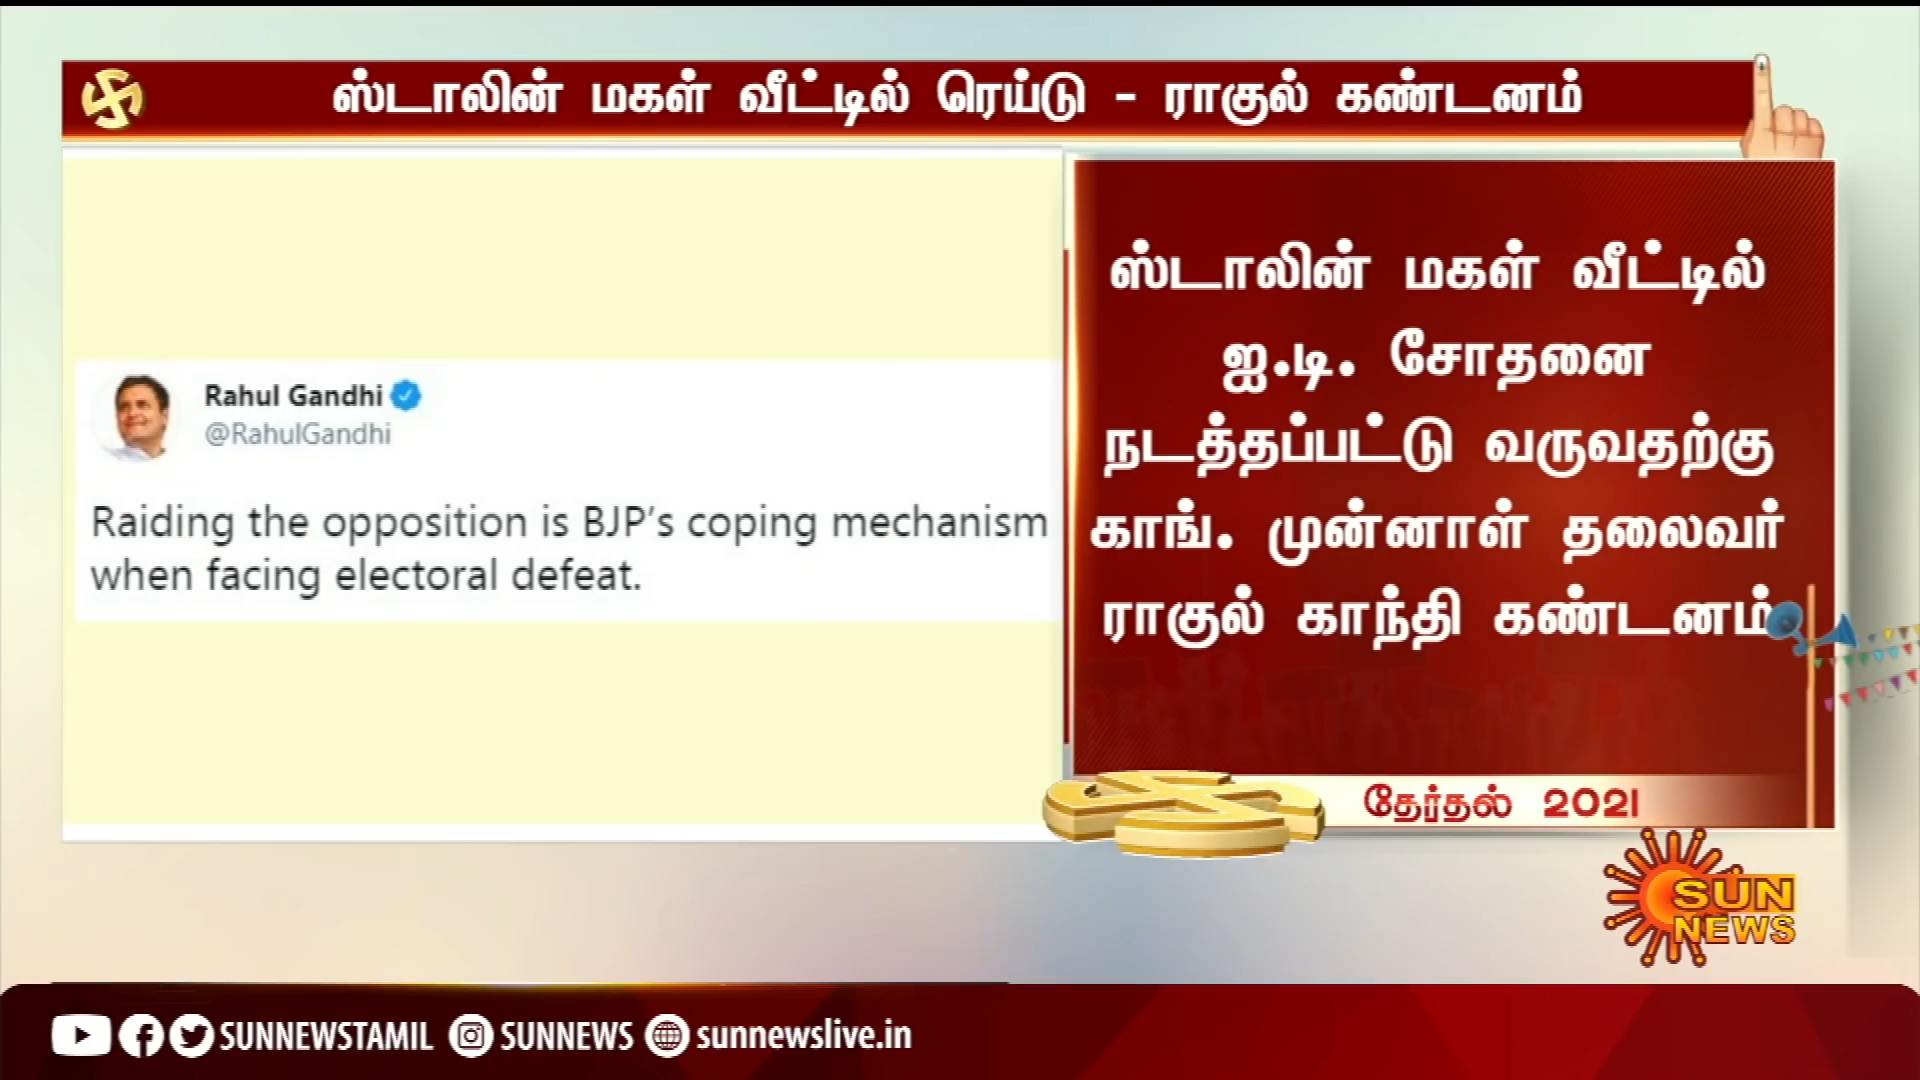 ஸ்டாலின் மகள் வீட்டில் ரெய்டு - ராகுல் கண்டனம்
Rahul Gandhi
@RahulGandhi
Raiding the opposition is BJP's coping mechanism
when facing electoral defeat.
ஸ்டாலின் மகள் வீட்டில்
ஐ.டி. சோதனை
நடத்தப்பட்டு வருவதற்கு
காங். முன்னாள் தலைவர்
ராகுல் காந்தி கண்டனம்
தேர்தல் 2021
SUN
NEWS
SUNNEWSTAMIL SUNNEWS sunnewslive.in